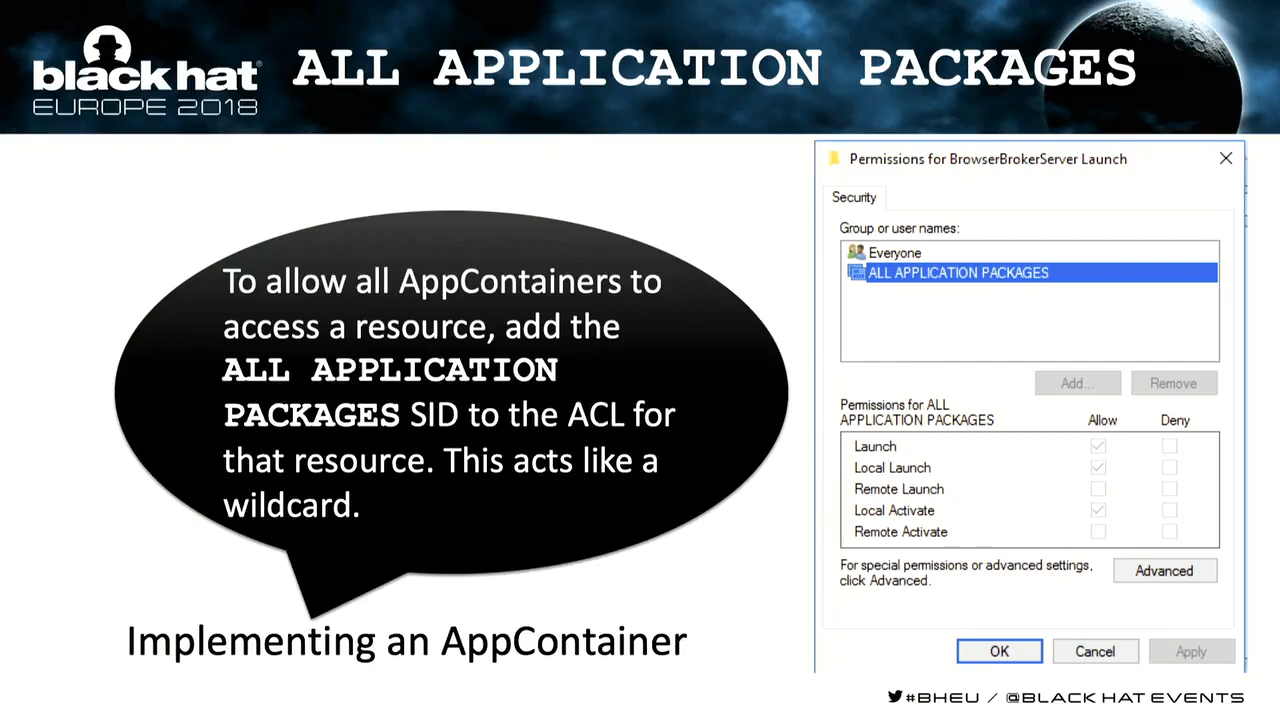 black hat
EUROPE 2018
ALL APPLICATION PACKAGES
To allow all AppContainers to
access a resource, add the
ALL APPLICATION
PACKAGES SID to the ACL for
that resource. This acts like a
wildcard.
Implementing an AppContainer
Permissions for BrowserBrokerServer Launch
Security
Group or user names:
Everyone
ALL APPLICATION PACKAGES
Add...
Remove
Permissions for ALL
APPLICATION PACKAGES
Allow
Deny
Launch
Local Launch
Remote Launch
Local Activate
Remote Activate
For special permissions or advanced settings,
click Advanced.
Advanced
OK
Cancel
Apply
#BHEU / @BLACK HAT EVENTS